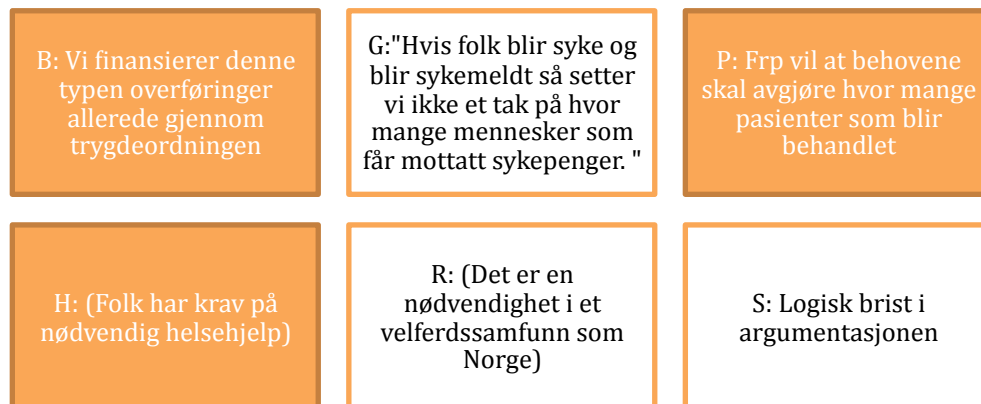 B: Vi finansierer denne
typen overføringer
allerede gjennom
trygdeordningen
G:"Hvis folk blir syke og
blir sykemeldt så setter
vi ikke et tak på hvor
mange mennesker som
får mottatt sykepenger. "
P: Frp vil at behovene
skal avgjøre hvor mange
pasienter som blir
behandlet
H: (Folk har krav på
nødvendig helsehjelp)
R: (Det er en
nødvendighet i et
velferdssamfunn som
Norge)
S: Logisk brist i
argumentasjonen